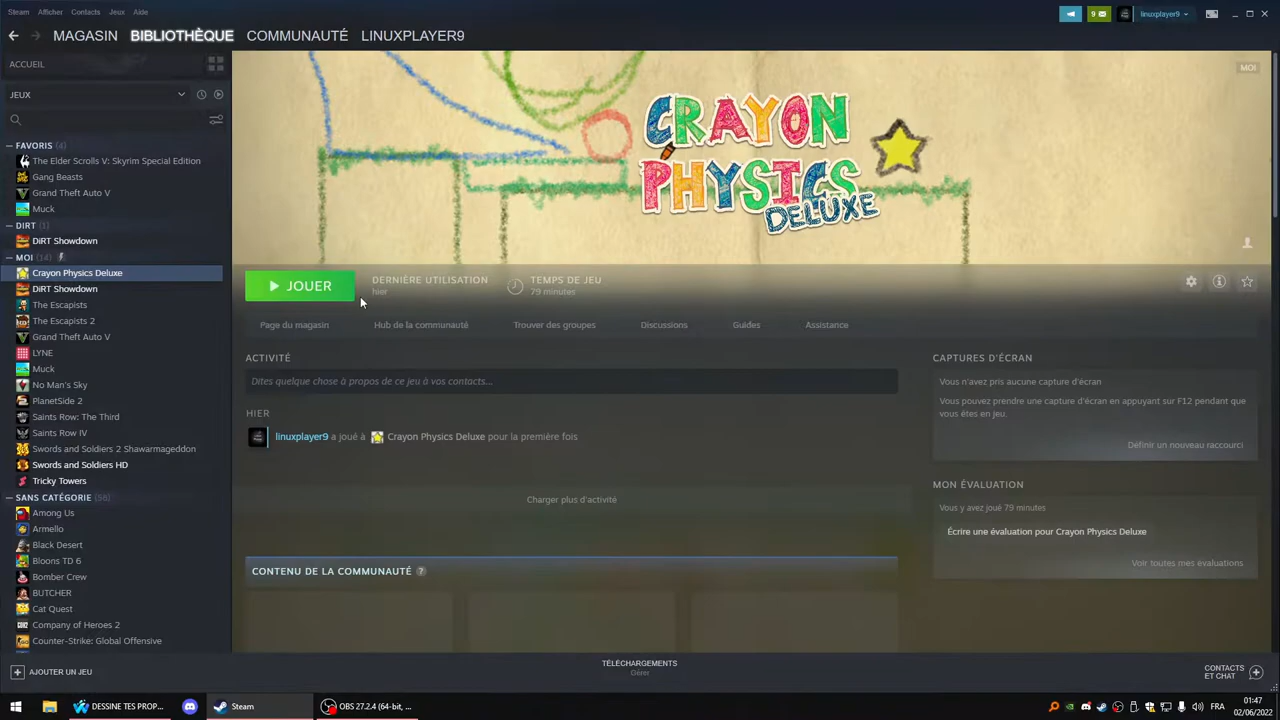 Steam Afficher Contacts Jeux Aide
9 linuxplayer9
MAGASIN BIBLIOTHÈQUE COMMUNAUTÉ LINUXPLAYER9
ACCUEIL
JEUX
FAVORIS (4)
The Elder Scrolls V: Skyrim Special Edition
Gang Beasts
Grand Theft Auto V
Muck
DIRT (1)
DiRT Showdown
MOI (14)
Crayon Physics Deluxe
DiRT Showdown
The Escapists
The Escapists 2
Grand Theft Auto V
LYNE
Muck
No Man's Sky
PlanetSide 2
Saints Row: The Third
Saints Row IV
Swords and Soldiers 2 Shawarmageddon
Swords and Soldiers HD
Tricky Towers
SANS CATÉGORIE (98)
Among Us
Armello
Black Desert
Bloons TD 6
Bomber Crew
BUTCHER
Cat Quest
Company of Heroes 2
Counter-Strike: Global Offensive
AJOUTER UN JEU
MOI
CRAYON
PHYSICS
DELUXE
JOUER
DERNIÈRE UTILISATION
hier
TEMPS DE JEU
79 minutes
Page du magasin Hub de la communauté Trouver des groupes Discussions Guides Assistance
ACTIVITÉ
Dites quelque chose à propos de ce jeu à vos contacts...
HIER
linuxplayer9 a joué à Crayon Physics Deluxe pour la première fois
Charger plus d'activité
CONTENU DE LA COMMUNAUTÉ ?
CAPTURES D'ÉCRAN
Vous n'avez pris aucune capture d'écran
Vous pouvez prendre une capture d'écran en appuyant sur F12 pendant que
vous êtes en jeu.
Définir un nouveau raccourci
MON ÉVALUATION
Vous y avez joué 79 minutes
Écrire une évaluation pour Crayon Physics Deluxe
Voir toutes mes évaluations
TÉLÉCHARGEMENTS
Gérer
CONTACTS
ET CHAT
DESSINE TES PROP...
Steam
OBS 27.2.4 (64-bit, ...
FRA
01:47
02/06/2022